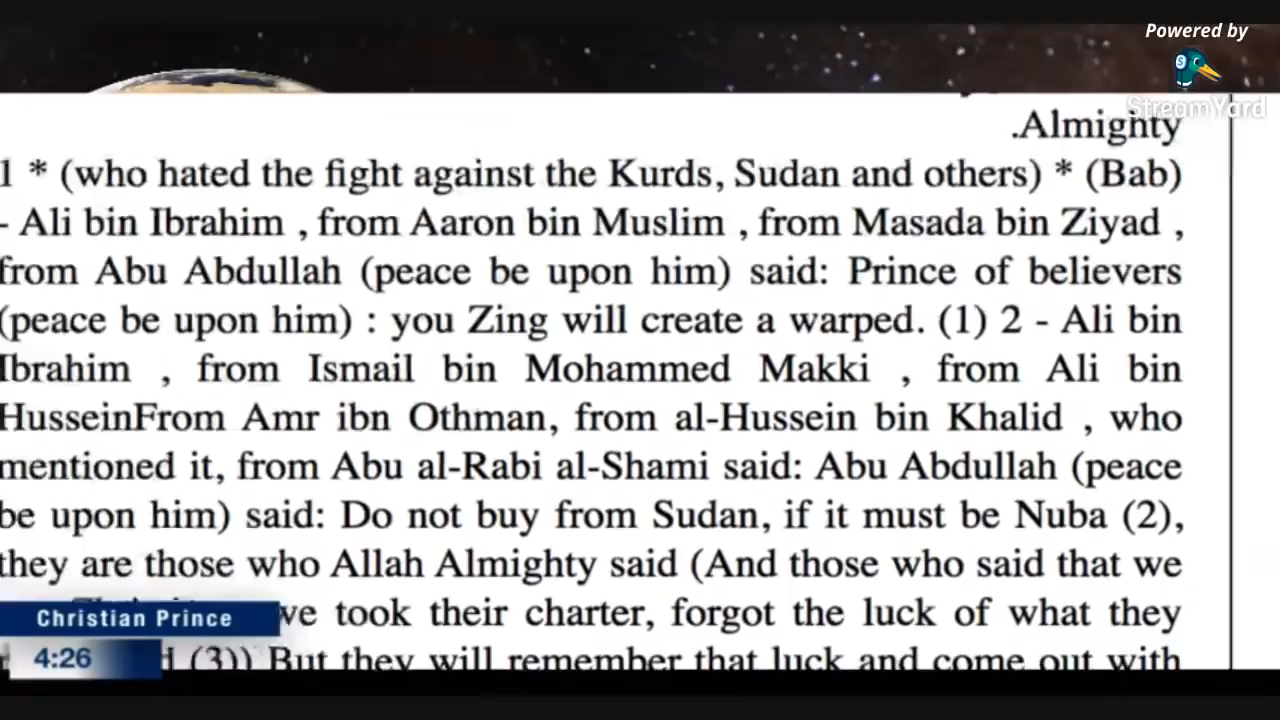 Powered by
StreamYard
.Almighty
1 * (who hated the fight against the Kurds, Sudan and others) * (Bab)
- Ali bin Ibrahim , from Aaron bin Muslim , from Masada bin Ziyad ,
from Abu Abdullah (peace be upon him) said: Prince of believers
(peace be upon him) : you Zing will create a warped. (1) 2 - Ali bin
Ibrahim , from Ismail bin Mohammed Makki , from Ali bin
HusseinFrom Amr ibn Othman, from al-Hussein bin Khalid , who
mentioned it, from Abu al-Rabi al-Shami said: Abu Abdullah (peace
be upon him) said: Do not buy from Sudan, if it must be Nuba (2),
they are those who Allah Almighty said (And those who said that we
we took their charter, forgot the luck of what they
(3)) But they will remember that luck and come out with
Christian Prince
4:26